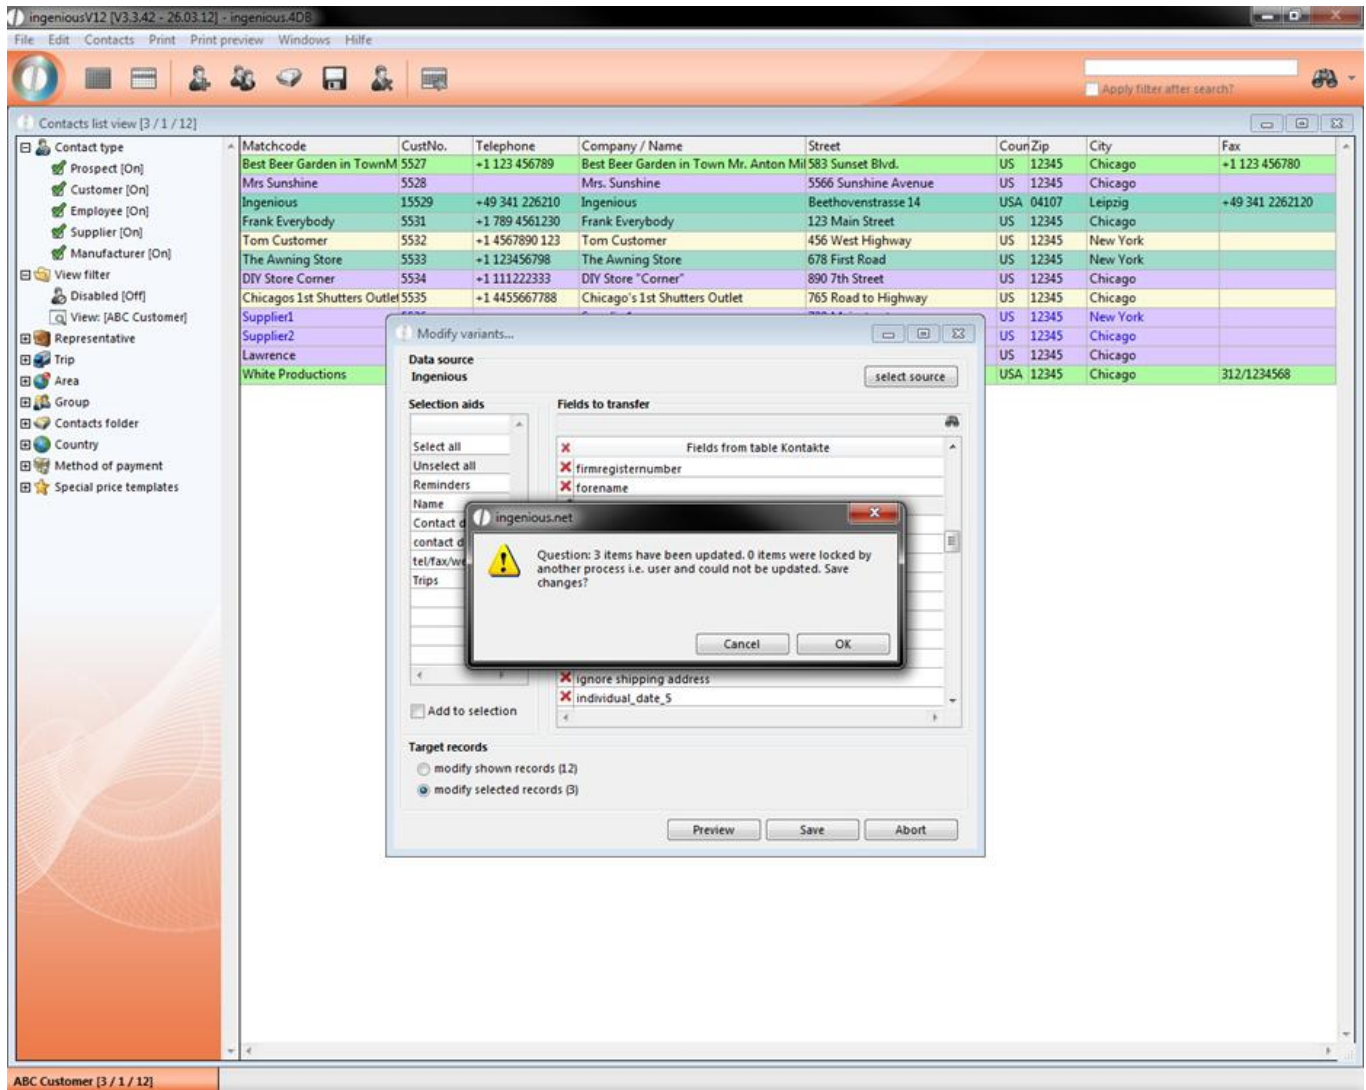 ingeniousV12 [V3.3.42 - 26.03.12] - ingenious.4DB
File Edit Contacts Print Print preview Windows Hilfe
Apply filter after search?
Contacts list view [3 / 1 / 12]
Contact type
Prospect [On]
Customer [On]
Employee [On]
Supplier [On]
Manufacturer [On]
View filter
Disabled [Off]
View: [ABC Customer]
Representative
Trip
Area
Group
Contacts folder
Country
Method of payment
Special price templates
Matchcode CustNo. Telephone Company / Name Street Coun Zip City Fax
Best Beer Garden in TownM 5527 +1 123 456789 Best Beer Garden in Town Mr. Anton Mil 583 Sunset Blvd. US 12345 Chicago +1 123 456780
Mrs Sunshine 5528 Mrs. Sunshine 5566 Sunshine Avenue US 12345 Chicago
Ingenious 15529 +49 341 226210 Ingenious Beethovenstrasse 14 USA 04107 Leipzig +49 341 2262120
Frank Everybody 5531 +1 789 4561230 Frank Everybody 123 Main Street US 12345 Chicago
Tom Customer 5532 +1 4567890 123 Tom Customer 456 West Highway US 12345 New York
The Awning Store 5533 +1 123456798 The Awning Store 678 First Road US 12345 New York
DIY Store Corner 5534 +1 111222333 DIY Store "Corner" 890 7th Street US 12345 Chicago
Chicagos 1st Shutters Outlet 5535 +1 4455667788 Chicago's 1st Shutters Outlet 765 Road to Highway US 12345 Chicago
Supplier1 US 12345 New York
Supplier2 US 12345 Chicago
Lawrence US 12345 Chicago
White Productions USA 12345 Chicago 312/1234568
Modify variants...
Data source
Ingenious
select source
Selection aids
Select all
Unselect all
Reminders
Name
Contact d
contact d
tel/fax/we
Trips
Add to selection
Fields to transfer
Fields from table Kontakte
firmregisternumber
forename
ignore shipping address
individual_date_5
ingenious.net
Question: 3 items have been updated. 0 items were locked by
another process i.e. user and could not be updated. Save
changes?
Cancel OK
Target records
modify shown records (12)
modify selected records (3)
Preview Save Abort
ABC Customer [3 / 1 / 12]